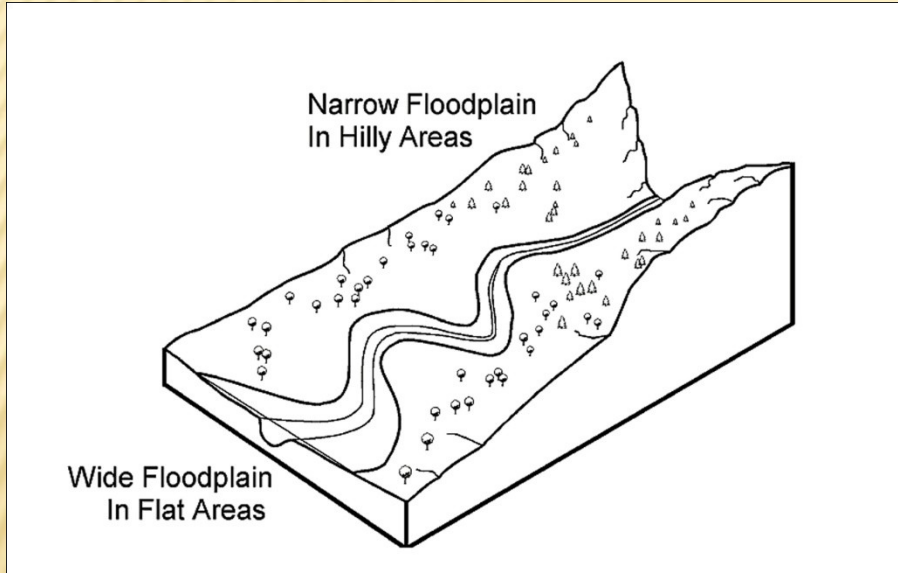 Narrow Floodplain
In Hilly Areas
Wide Floodplain
In Flat Areas